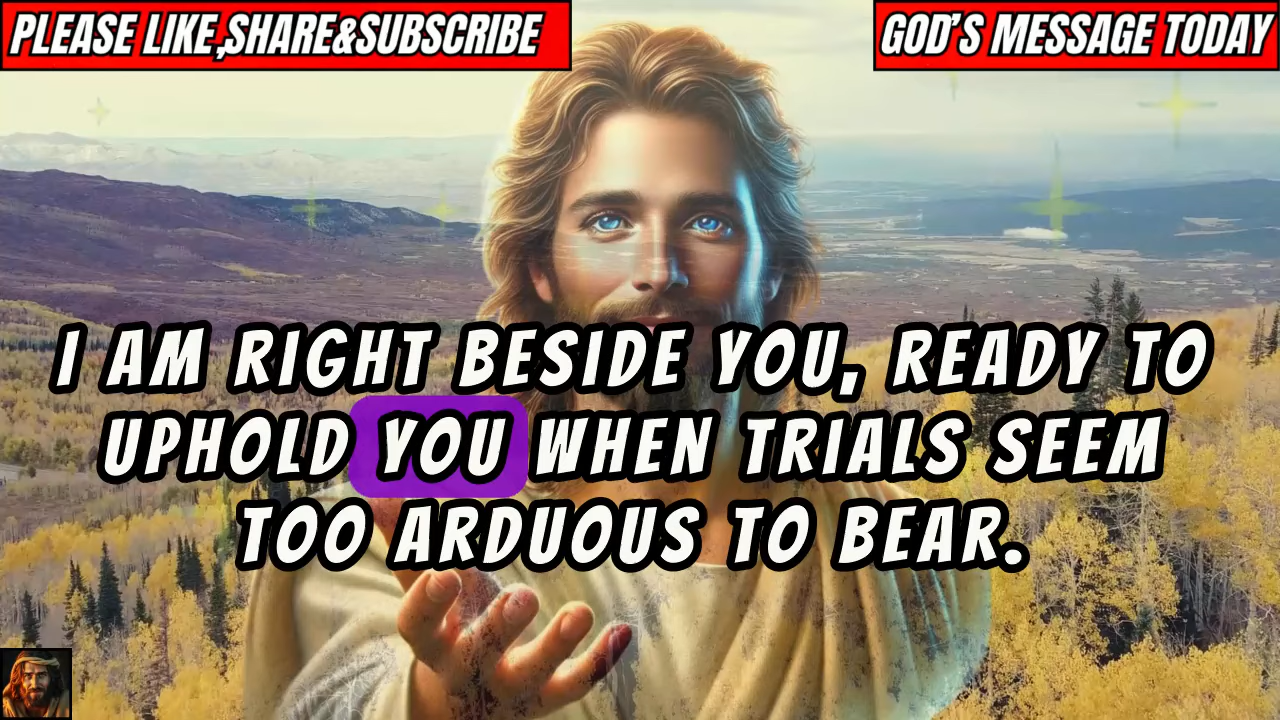 PLEASE LIKE,SHARE&SUBSCRIBE
GOD'S MESSAGE TODAY
I AM RIGHT BESIDE YOU, READY TO
UPHOLD YOU WHEN TRIALS SEEM
TOO ARDUOUS TO BEAR.